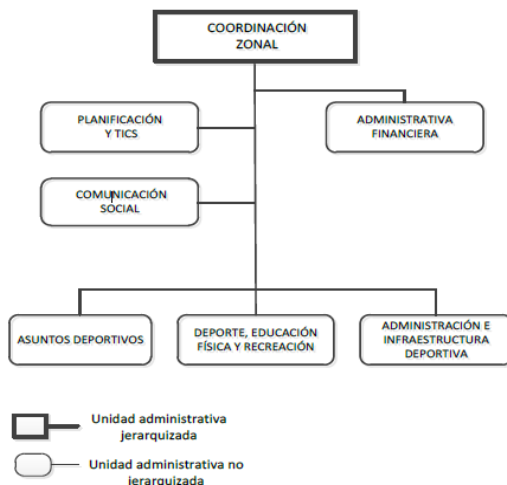 COORDINACIÓN
ZONAL
PLANIFICACIÓN
Y TICS
ADMINISTRATIVA
FINANCIERA
COMUNICACIÓN
SOCIAL
ASUNTOS DEPORTIVOS
DEPORTE, EDUCACIÓN
FÍSICA Y RECREACIÓN
ADMINISTRACIÓN E
INFRAESTRUCTURA
DEPORTIVA
Unidad administrativa
jerarquizada
Unidad administrativa no
jerarquizada